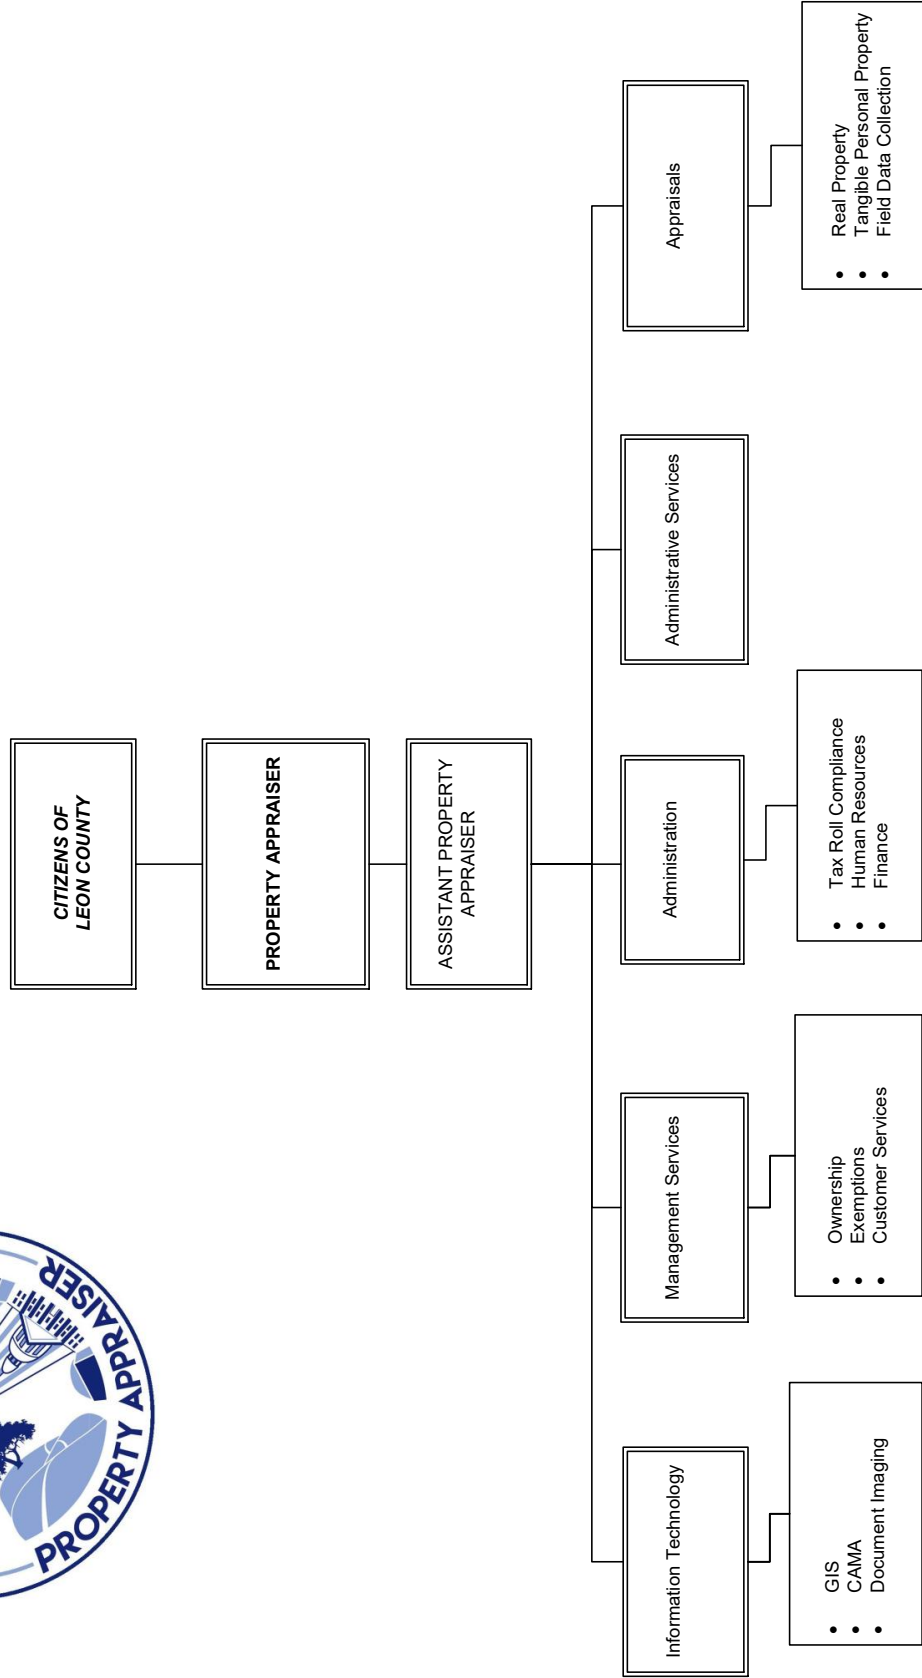 PROPERTY APPRAISER
CITIZENS OF
LEON COUNTY
PROPERTY APPRAISER
ASSISTANT PROPERTY
APPRAISER
Information Technology
Management Services
Administration
Administrative Services
Appraisals
• GIS
• CAMA
• Document Imaging
• Ownership
• Exemptions
• Customer Services
• Tax Roll Compliance
• Human Resources
• Finance
• Real Property
• Tangible Personal Property
• Field Data Collection